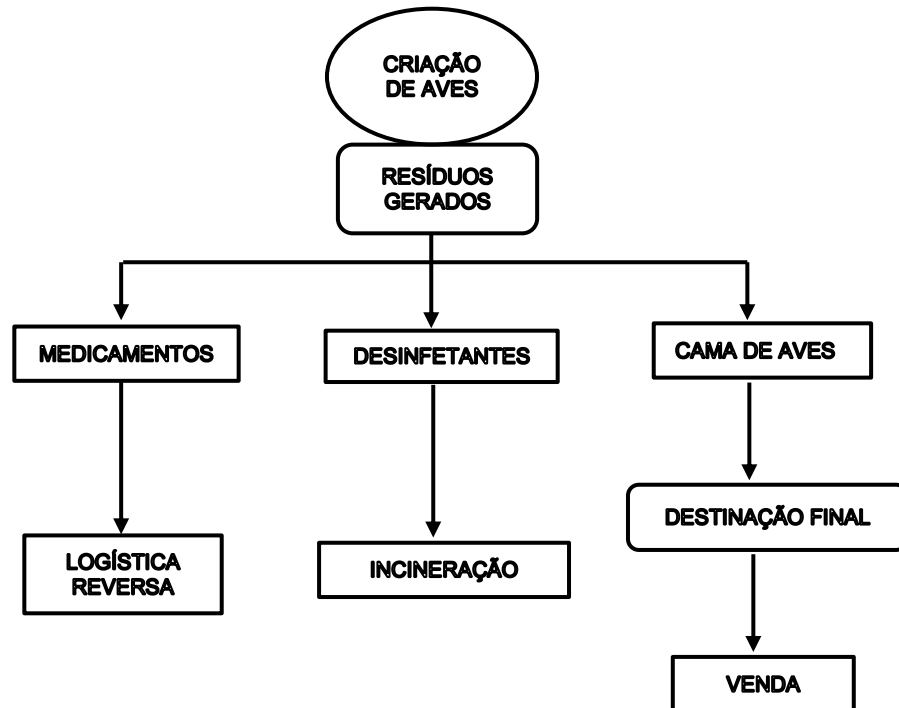 CRIAÇÃO
DE AVES
RESÍDUOS
GERADOS
MEDICAMENTOS
DESINFETANTES
CAMA DE AVES
LOGÍSTICA
REVERSA
INCINERAÇÃO
DESTINAÇÃO FINAL
VENDA